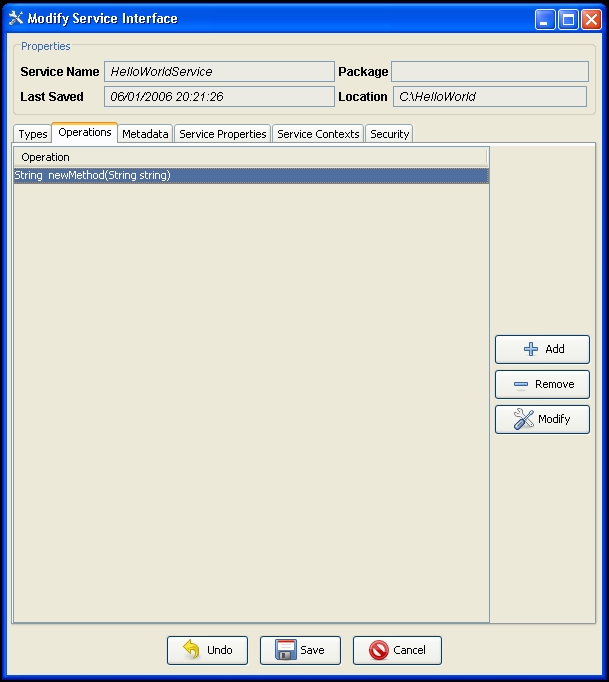 Modify Service Interface
Properties
Service Name HelloWorldService Package
Last Saved 06/01/2006 20:21:26 Location C:\HelloWorld
Types Operations Metadata Service Properties Service Contexts Security
Operation
String newMethod(String string)
Add
Remove
Modify
Undo Save Cancel